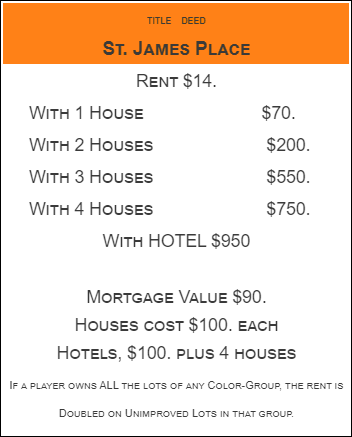 TITLE DEED
ST. JAMES PLACE
RENT $14.
WITH 1 HOUSE $70.
WITH 2 HOUSES $200.
WITH 3 HOUSES $550.
WITH 4 HOUSES $750.
WITH HOTEL $950
MORTGAGE VALUE $90.
HOUSES COST $100. EACH
HOTELS, $100. PLUS 4 HOUSES
IF A PLAYER OWNS ALL THE LOTS OF ANY COLOR-GROUP, THE RENT IS
DOUBLED ON UNIMPROVED LOTS IN THAT GROUP.